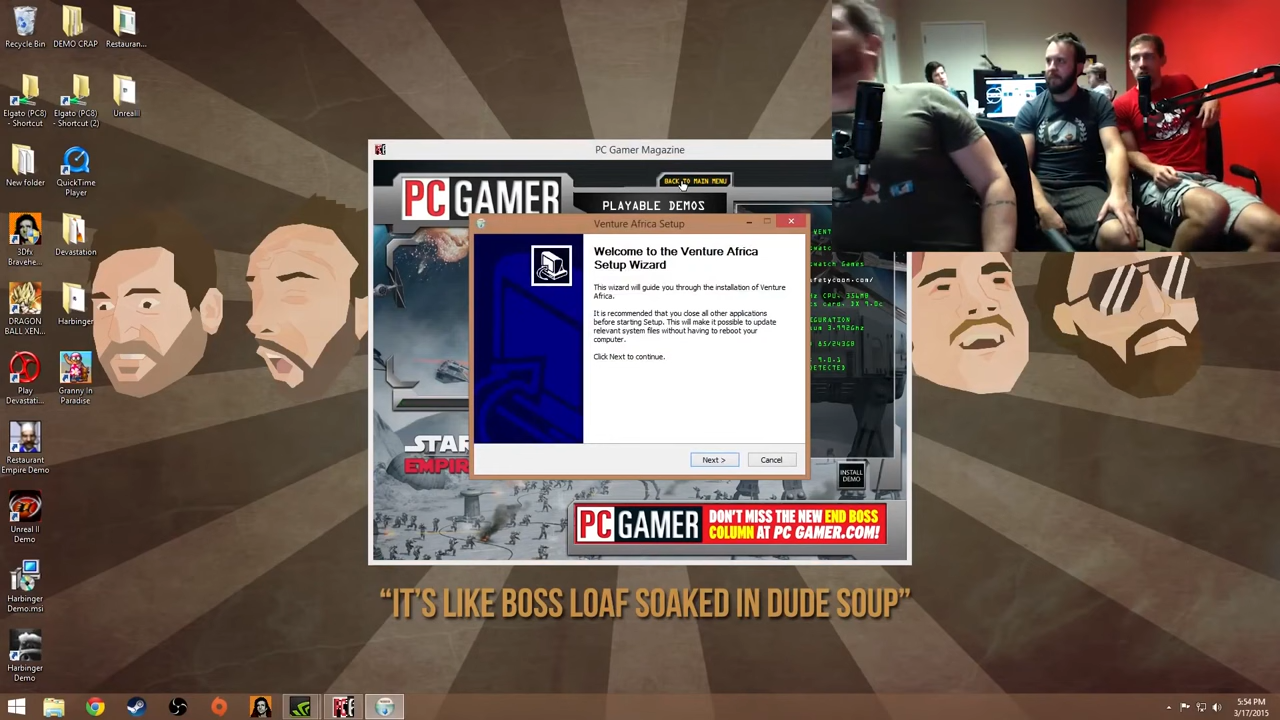 Recycle Bin
DEMO CRAP
Restauran...
Elgato (PC8)
- Shortcut
Elgato (PC8)
- Shortcut (2)
Unrealii
New folder
QuickTime
Player
3Dfx
Bravehe...
Devastation
DRAGON
BALL XEN...
Harbinger
Play
Devastati...
Granny In
Paradise
Restaurant
Empire Demo
Unreal II
Demo
Harbinger
Demo.msi
Harbinger
Demo
PC Gamer Magazine
PC GAMER
BACK TO MAIN MENU
PLAYABLE DEMOS
Venture Africa Setup
Welcome to the Venture Africa
Setup Wizard
This wizard will guide you through the installation of Venture
Africa.
It is recommended that you close all other applications
before starting Setup. This will make it possible to update
relevant system files without having to reboot your
computer.
Click Next to continue.
Next >
Cancel
STAR
EMPIR
INSTALL
DEMO
PC GAMER
DON'T MISS THE NEW END BOSS
COLUMN AT PC GAMER.COM!
"IT'S LIKE BOSS LOAF SOAKED IN DUDE SOUP"
5:54 PM
3/17/2015